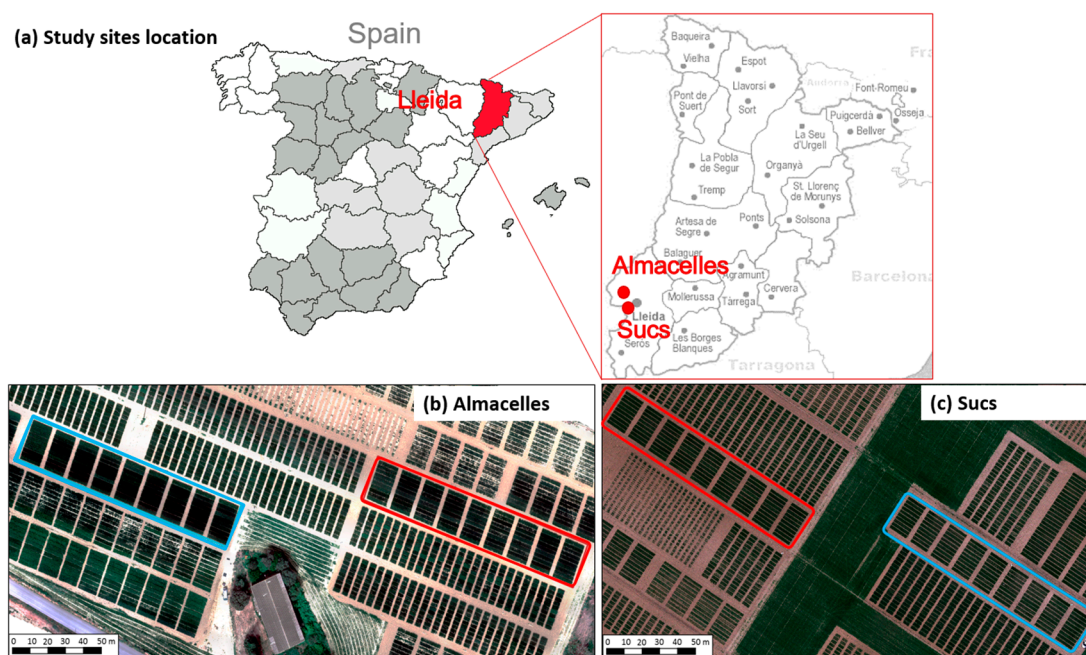 (a) Study sites location
Spain
Lleida
Baqueira
Vielha
Espot
Pont de
Suert
Llavorsí
Sort
Andorra
Fra
Font-Romeu
Puigcerdà
Osseja
Bellver
La Seu
d'Urgell
La Pobla
de Segur
Organyà
Tremp
St. Llorenç
de Morunys
Solsona
Artesa de
Segre
Ponts
Balaguer
Almacelles
Agramunt
Barcelona
Cervera
Mollerussa
Tàrrega
Lleida
Sucs
Les Borges
Blanques
Seròs
Tarragona
(b) Almacelles
(c) Sucs
0 10 20 30 40 50 m
0 10 20 30 40 50 m